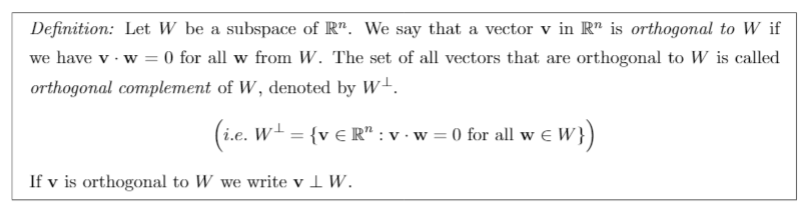 Definition: Let W be a subspace of ℝⁿ. We say that a vector v in ℝⁿ is orthogonal to W if
we have v · w = 0 for all w from W. The set of all vectors that are orthogonal to W is called
orthogonal complement of W, denoted by W⊥.
(i.e. W⊥ = {v ∈ ℝⁿ : v · w = 0 for all w ∈ W})
If v is orthogonal to W we write v ⊥ W.